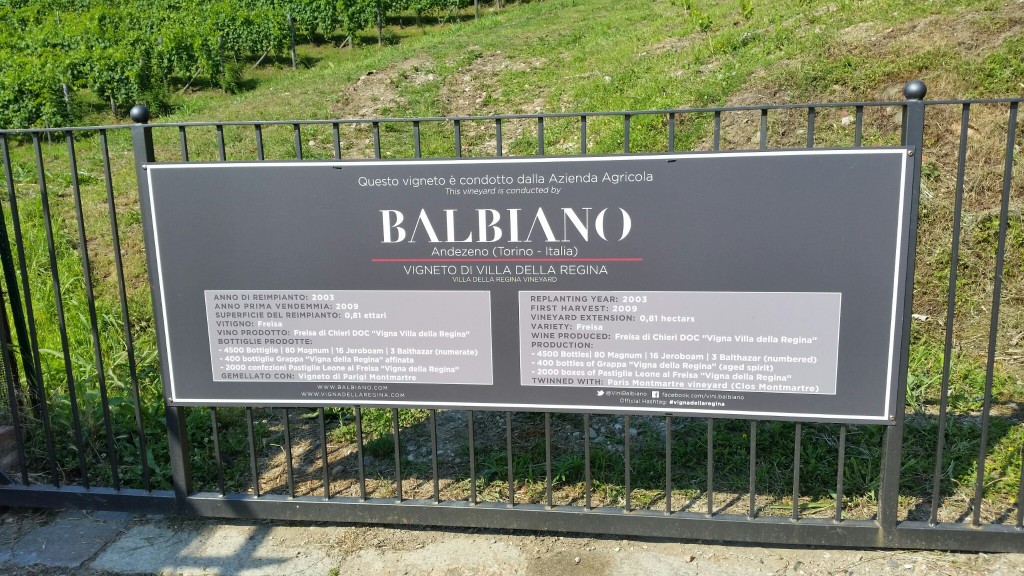 Questo vigneto è condotto dalla Azienda Agricola
This vineyard is conducted by
BALBIANO
Andezeno (Torino - Italia)
VIGNETO DI VILLA DELLA REGINA
VILLA DELLA REGINA VINEYARD
ANNO DI REIMPIANTO: 2003
ANNO PRIMA VENDEMMIA: 2009
SUPERFICIE DEL REIMPIANTO: 0,81 ettari
VITIGNO: Freisa
VINO PRODOTTO: Freisa di Chieri DOC "Vigna Villa della Regina"
BOTTIGLIE PRODOTTE:
- 4500 Bottiglie | 80 Magnum | 16 Jeroboam | 3 Balthazar (numerate)
- 400 bottiglie Grappa "Vigna della Regina" affinata
- 2000 confezioni Pastiglie Leone al Freisa "Vigna della Regina"
GEMELLATO CON: Vigneto di Parigi Montmartre
WWW.BALBIANO.COM
WWW.VIGNADELLAREGINA.COM
REPLANTING YEAR: 2003
FIRST HARVEST: 2009
VINEYARD EXTENSION: 0,81 hectars
VARIETY: Freisa
WINE PRODUCED: Freisa di Chieri DOC "Vigna Villa della Regina"
PRODUCTION:
- 4500 Bottles| 80 Magnum | 16 Jeroboam | 3 Balthazar (numbered)
- 400 bottles of Grappa "Vigna della Regina" (aged spirit)
- 2000 boxes of Pastiglie Leone al Freisa "Vigna della Regina"
TWINNED WITH: Paris Montmartre vineyard (Clos Montmartre)
@ViniBalbiano facebook.com/vini.balbiano
Official Hashtag: #vignadellaregina